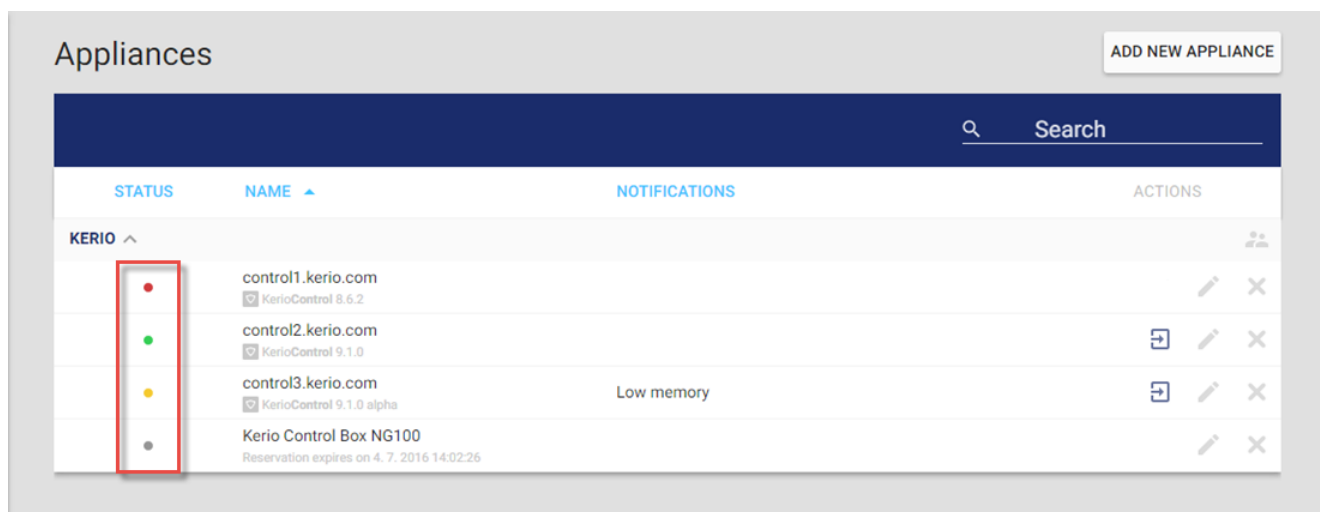 Appliances
ADD NEW APPLIANCE
Search
STATUS NAME NOTIFICATIONS ACTIONS
KERIO
control1.kerio.com
KerioControl 8.6.2
control2.kerio.com
KerioControl 9.1.0
control3.kerio.com
Low memory
KerioControl 9.1.0 alpha
Kerio Control Box NG100
Reservation expires on 4. 7. 2016 14:02:26